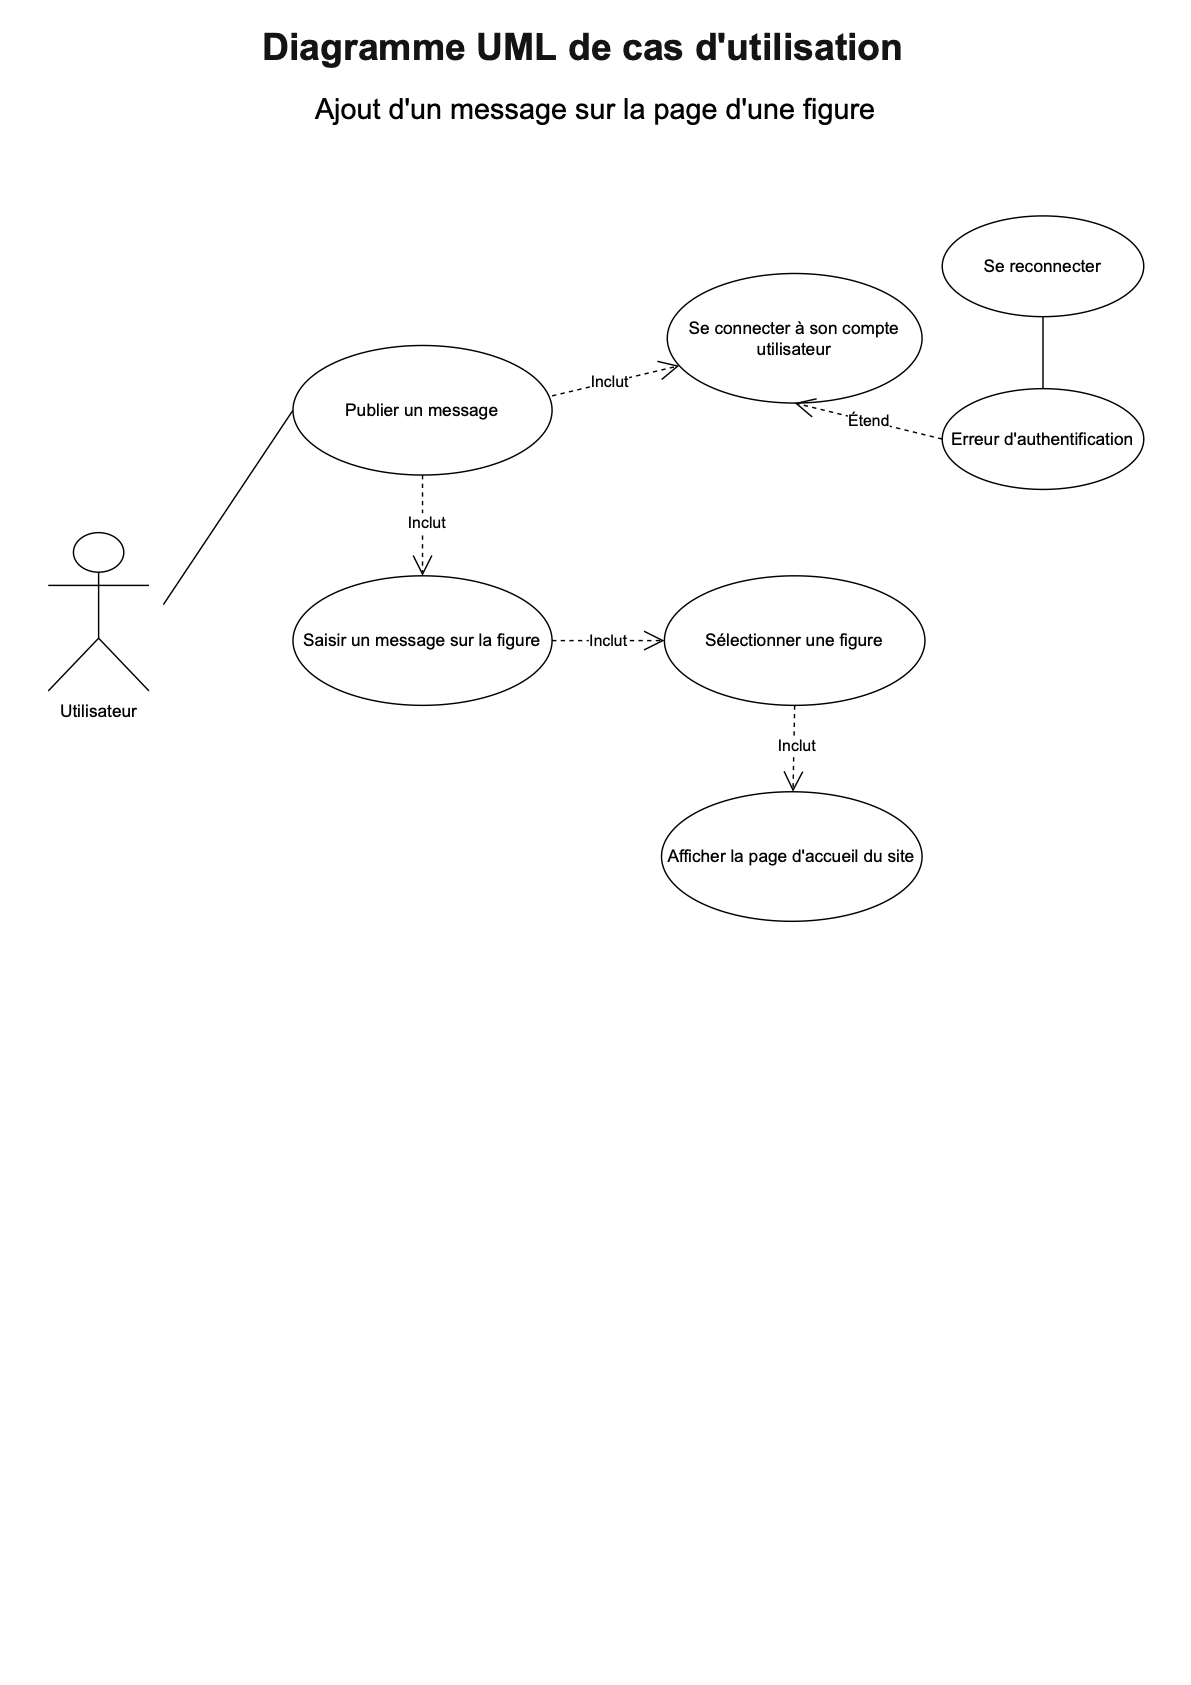 Diagramme UML de cas d'utilisation
Ajout d'un message sur la page d'une figure
Se reconnecter
Se connecter à son compte
utilisateur
Inclut
Publier un message
Étend
Erreur d'authentification
Inclut
Saisir un message sur la figure
Inclut
Sélectionner une figure
Utilisateur
Inclut
Afficher la page d'accueil du site